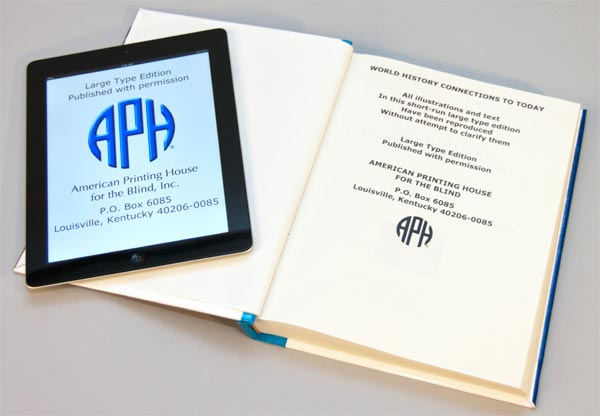 Large Type Edition
Published with permission
APH
American Printing House
for the Blind, Inc.
P.O. Box 6085
Louisville, Kentucky 40206-0085
WORLD HISTORY CONNECTIONS TO TODAY
All illustrations and text
In this short-run large type edition
Have been reproduced
Without attempt to clarify them
Large Type Edition
Published with permission
AMERICAN PRINTING HOUSE
FOR THE BLIND
P.O. Box 6085
Louisville, Kentucky 40206-0085
APH